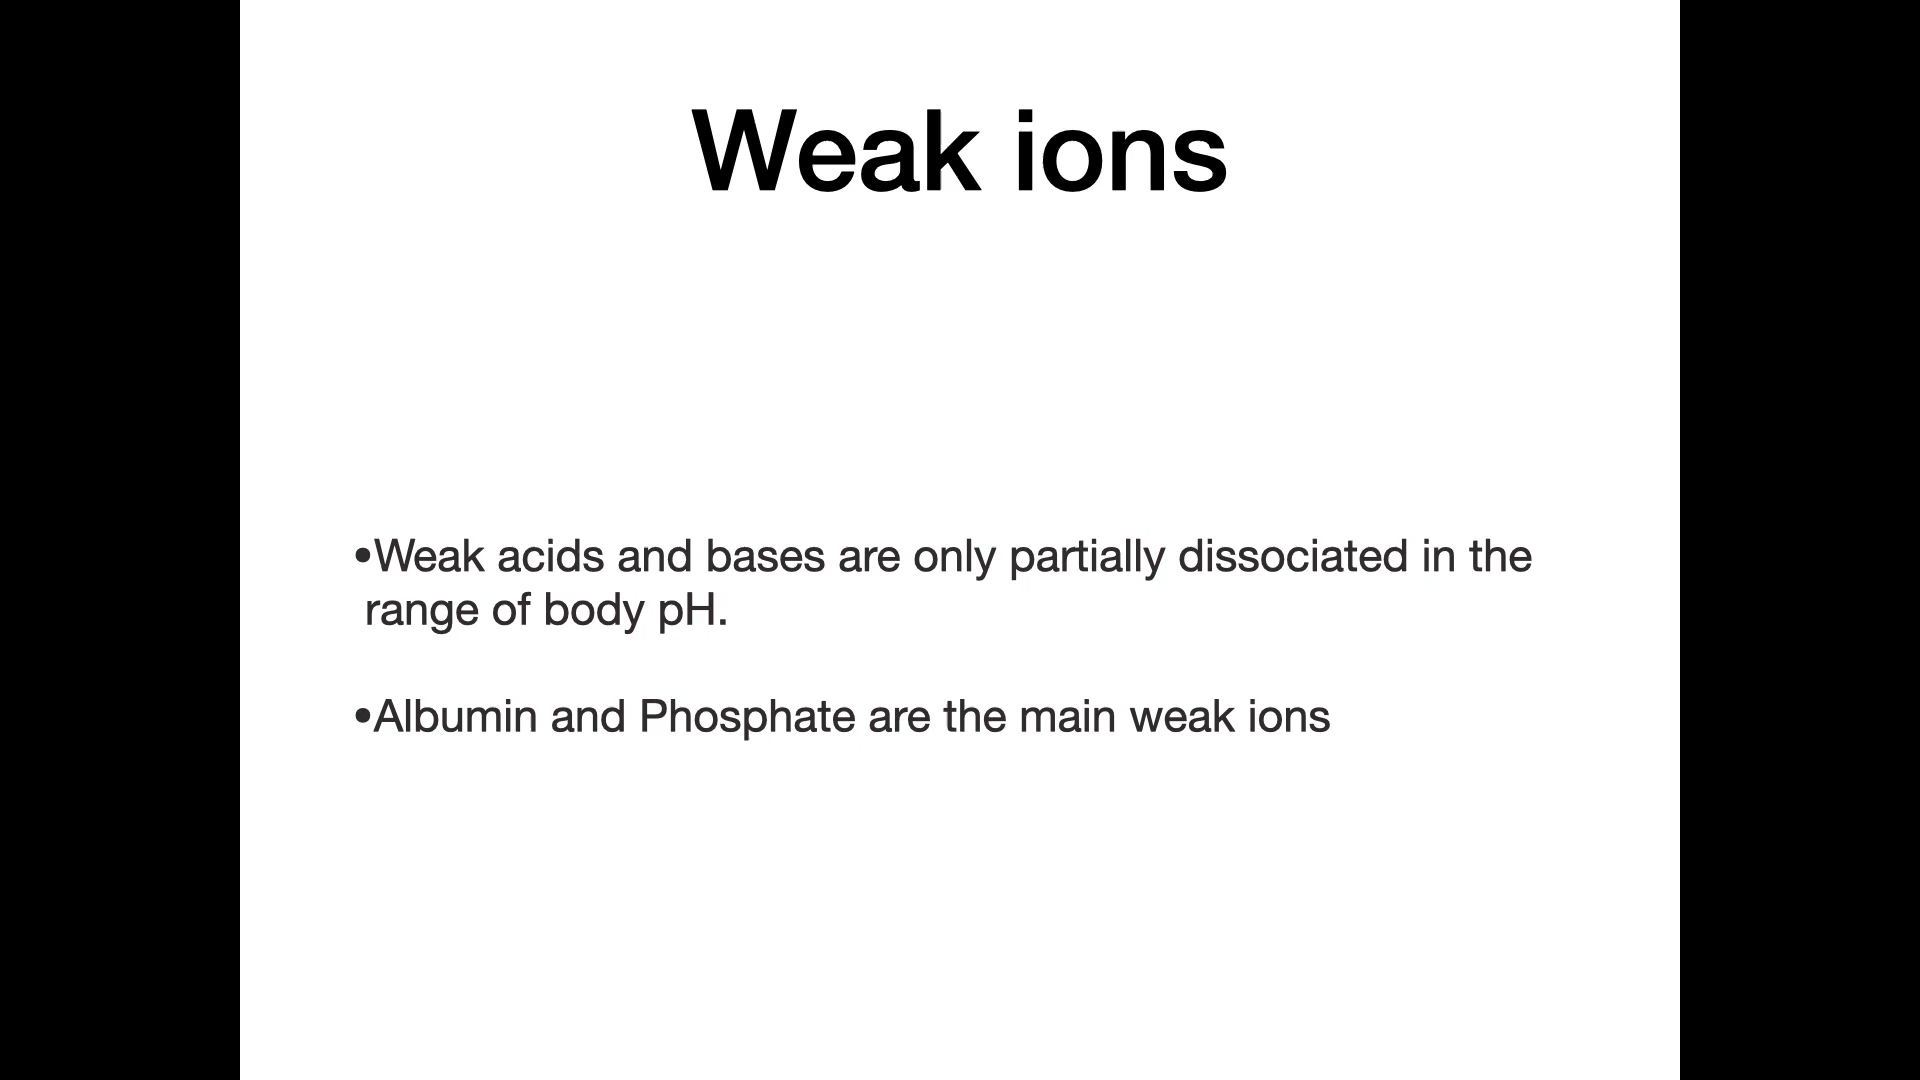 Weak ions
•Weak acids and bases are only partially dissociated in the
range of body pH.
•Albumin and Phosphate are the main weak ions